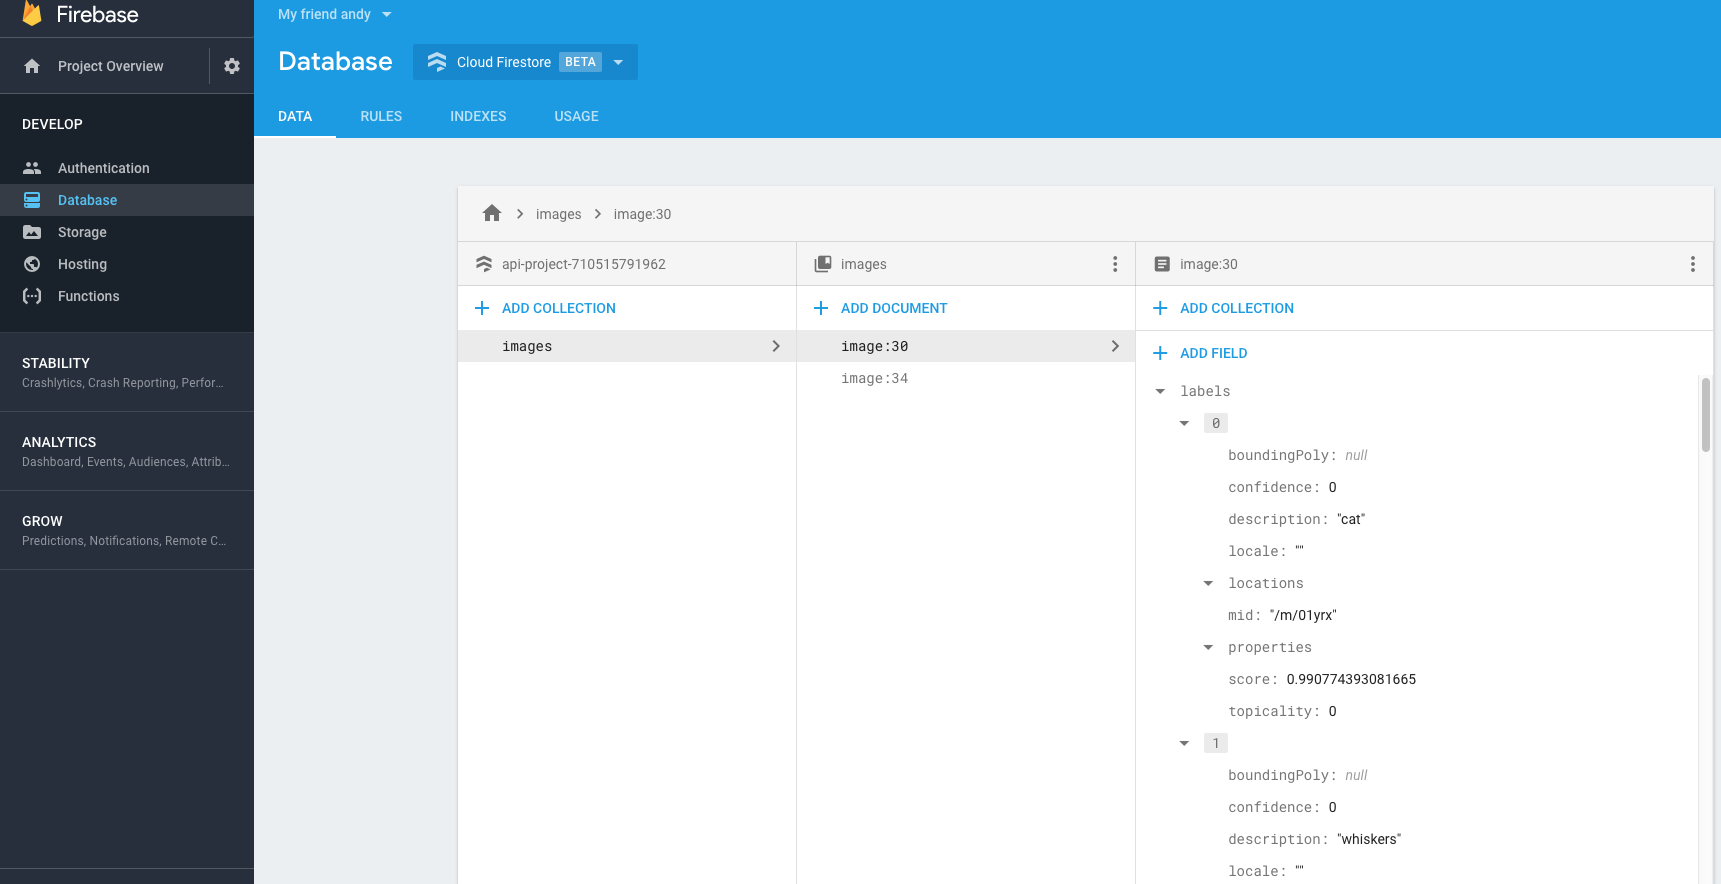 Firebase
Project Overview
DEVELOP
Authentication
Database
Storage
Hosting
Functions
STABILITY
Crashlytics, Crash Reporting, Perfor...
ANALYTICS
Dashboard, Events, Audiences, Attrib...
GROW
Predictions, Notifications, Remote C...
My friend andy
Database
Cloud Firestore BETA
DATA RULES INDEXES USAGE
images image:30
api-project-710515791962
ADD COLLECTION
images
images
ADD DOCUMENT
image:30
image:34
image:30
ADD COLLECTION
ADD FIELD
labels
0
boundingPoly: null
confidence: 0
description: "cat"
locale: ""
locations
mid: "/m/01yrx"
properties
score: 0.990774393081665
topicality: 0
1
boundingPoly: null
confidence: 0
description: "whiskers"
locale: ""